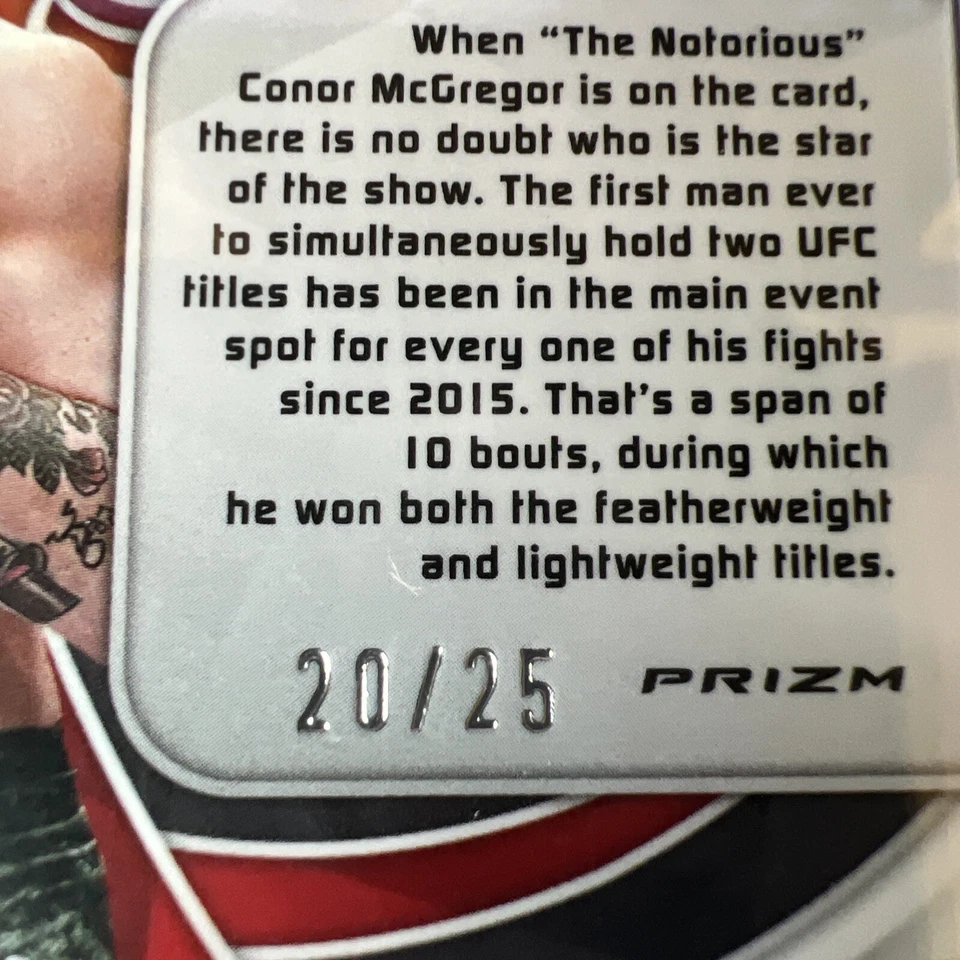 When “The Notorious”
Conor McGregor is on the card,
there is no doubt who is the star
of the show. The first man ever
to simultaneously hold two UFC
titles has been in the main event
spot for every one of his fights
since 2015. That’s a span of
10 bouts, during which
he won both the featherweight
and lightweight titles.
20/25 PRIZM